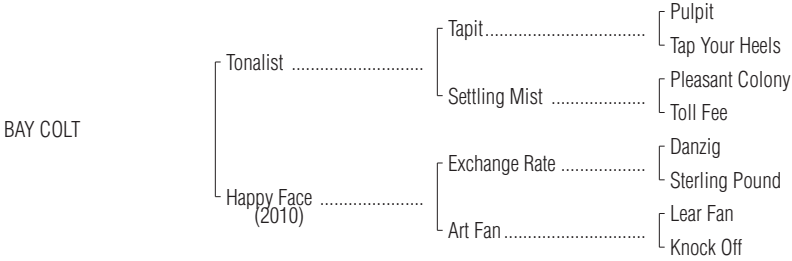 Pulpit
Tapit..................................
Tap Your Heels
Tonalist ............................
Pleasant Colony
Settling Mist ....................
Toll Fee
BAY COLT
Danzig
Exchange Rate ..................
Sterling Pound
Happy Face ......................
(2010)
Lear Fan
Art Fan..............................
Knock Off